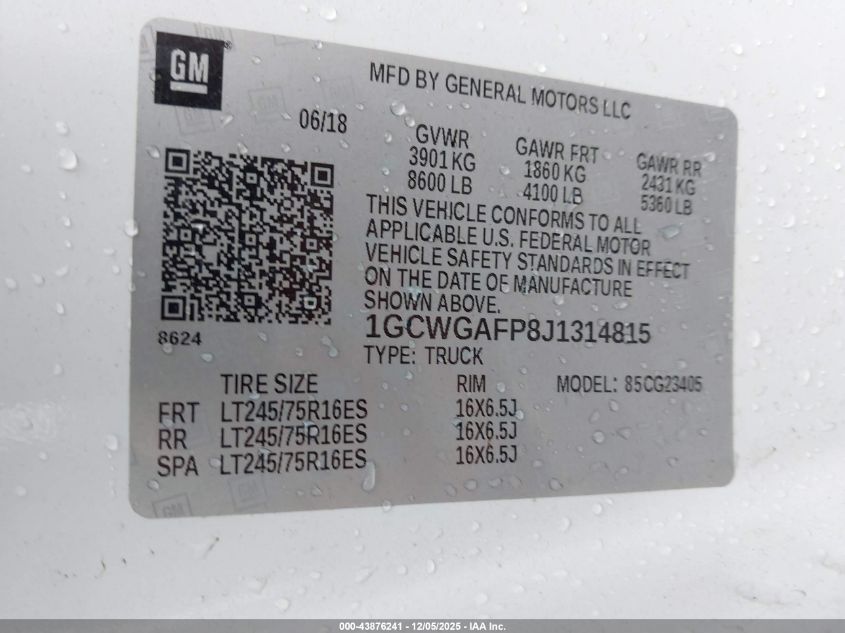 GM
MFD BY GENERAL MOTORS LLC
06/18
GVWR
3901 KG
8600 LB
GAWR FRT
1860 KG
4100 LB
GAWR RR
2431 KG
5360 LB
THIS VEHICLE CONFORMS TO ALL
APPLICABLE U.S. FEDERAL MOTOR
VEHICLE SAFETY STANDARDS IN EFFECT
ON THE DATE OF MANUFACTURE
SHOWN ABOVE.
8624
1GCWGAFP8J1314815
TYPE: TRUCK
TIRE SIZE RIM MODEL: 85CG23405
FRT LT245/75R16ES 16X6.5J
RR LT245/75R16ES 16X6.5J
SPA LT245/75R16ES 16X6.5J
000-43876241 - 12/05/2025 - IAA Inc.